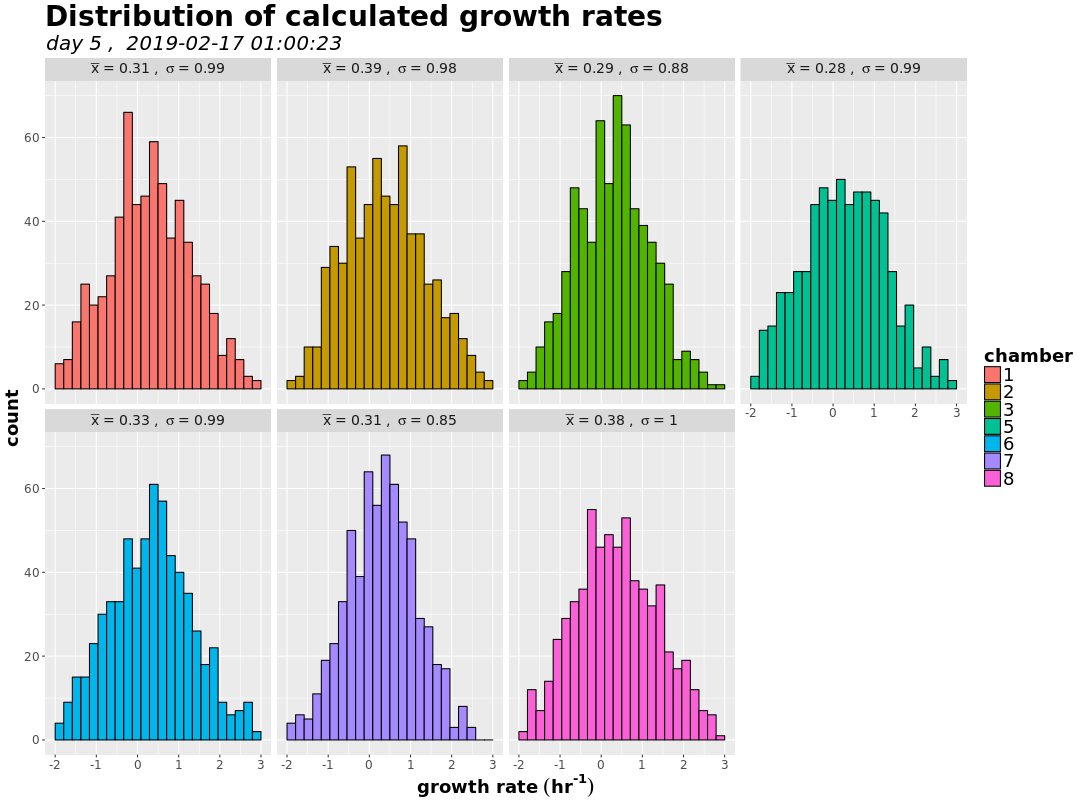 Distribution of calculated growth rates
day 5 ,  2019-02-17 01:00:23
x̅ = 0.31 ,  σ = 0.99
x̅ = 0.39 ,  σ = 0.98
x̅ = 0.29 ,  σ = 0.88
x̅ = 0.28 ,  σ = 0.99
60
40
20
0
-2 -1 0 1 2 3
x̅ = 0.33 ,  σ = 0.99
x̅ = 0.31 ,  σ = 0.85
x̅ = 0.38 ,  σ = 1
60
40
20
0
-2 -1 0 1 2 3
-2 -1 0 1 2 3
-2 -1 0 1 2 3
count
growth rate (hr⁻¹)
chamber
1
2
3
5
6
7
8